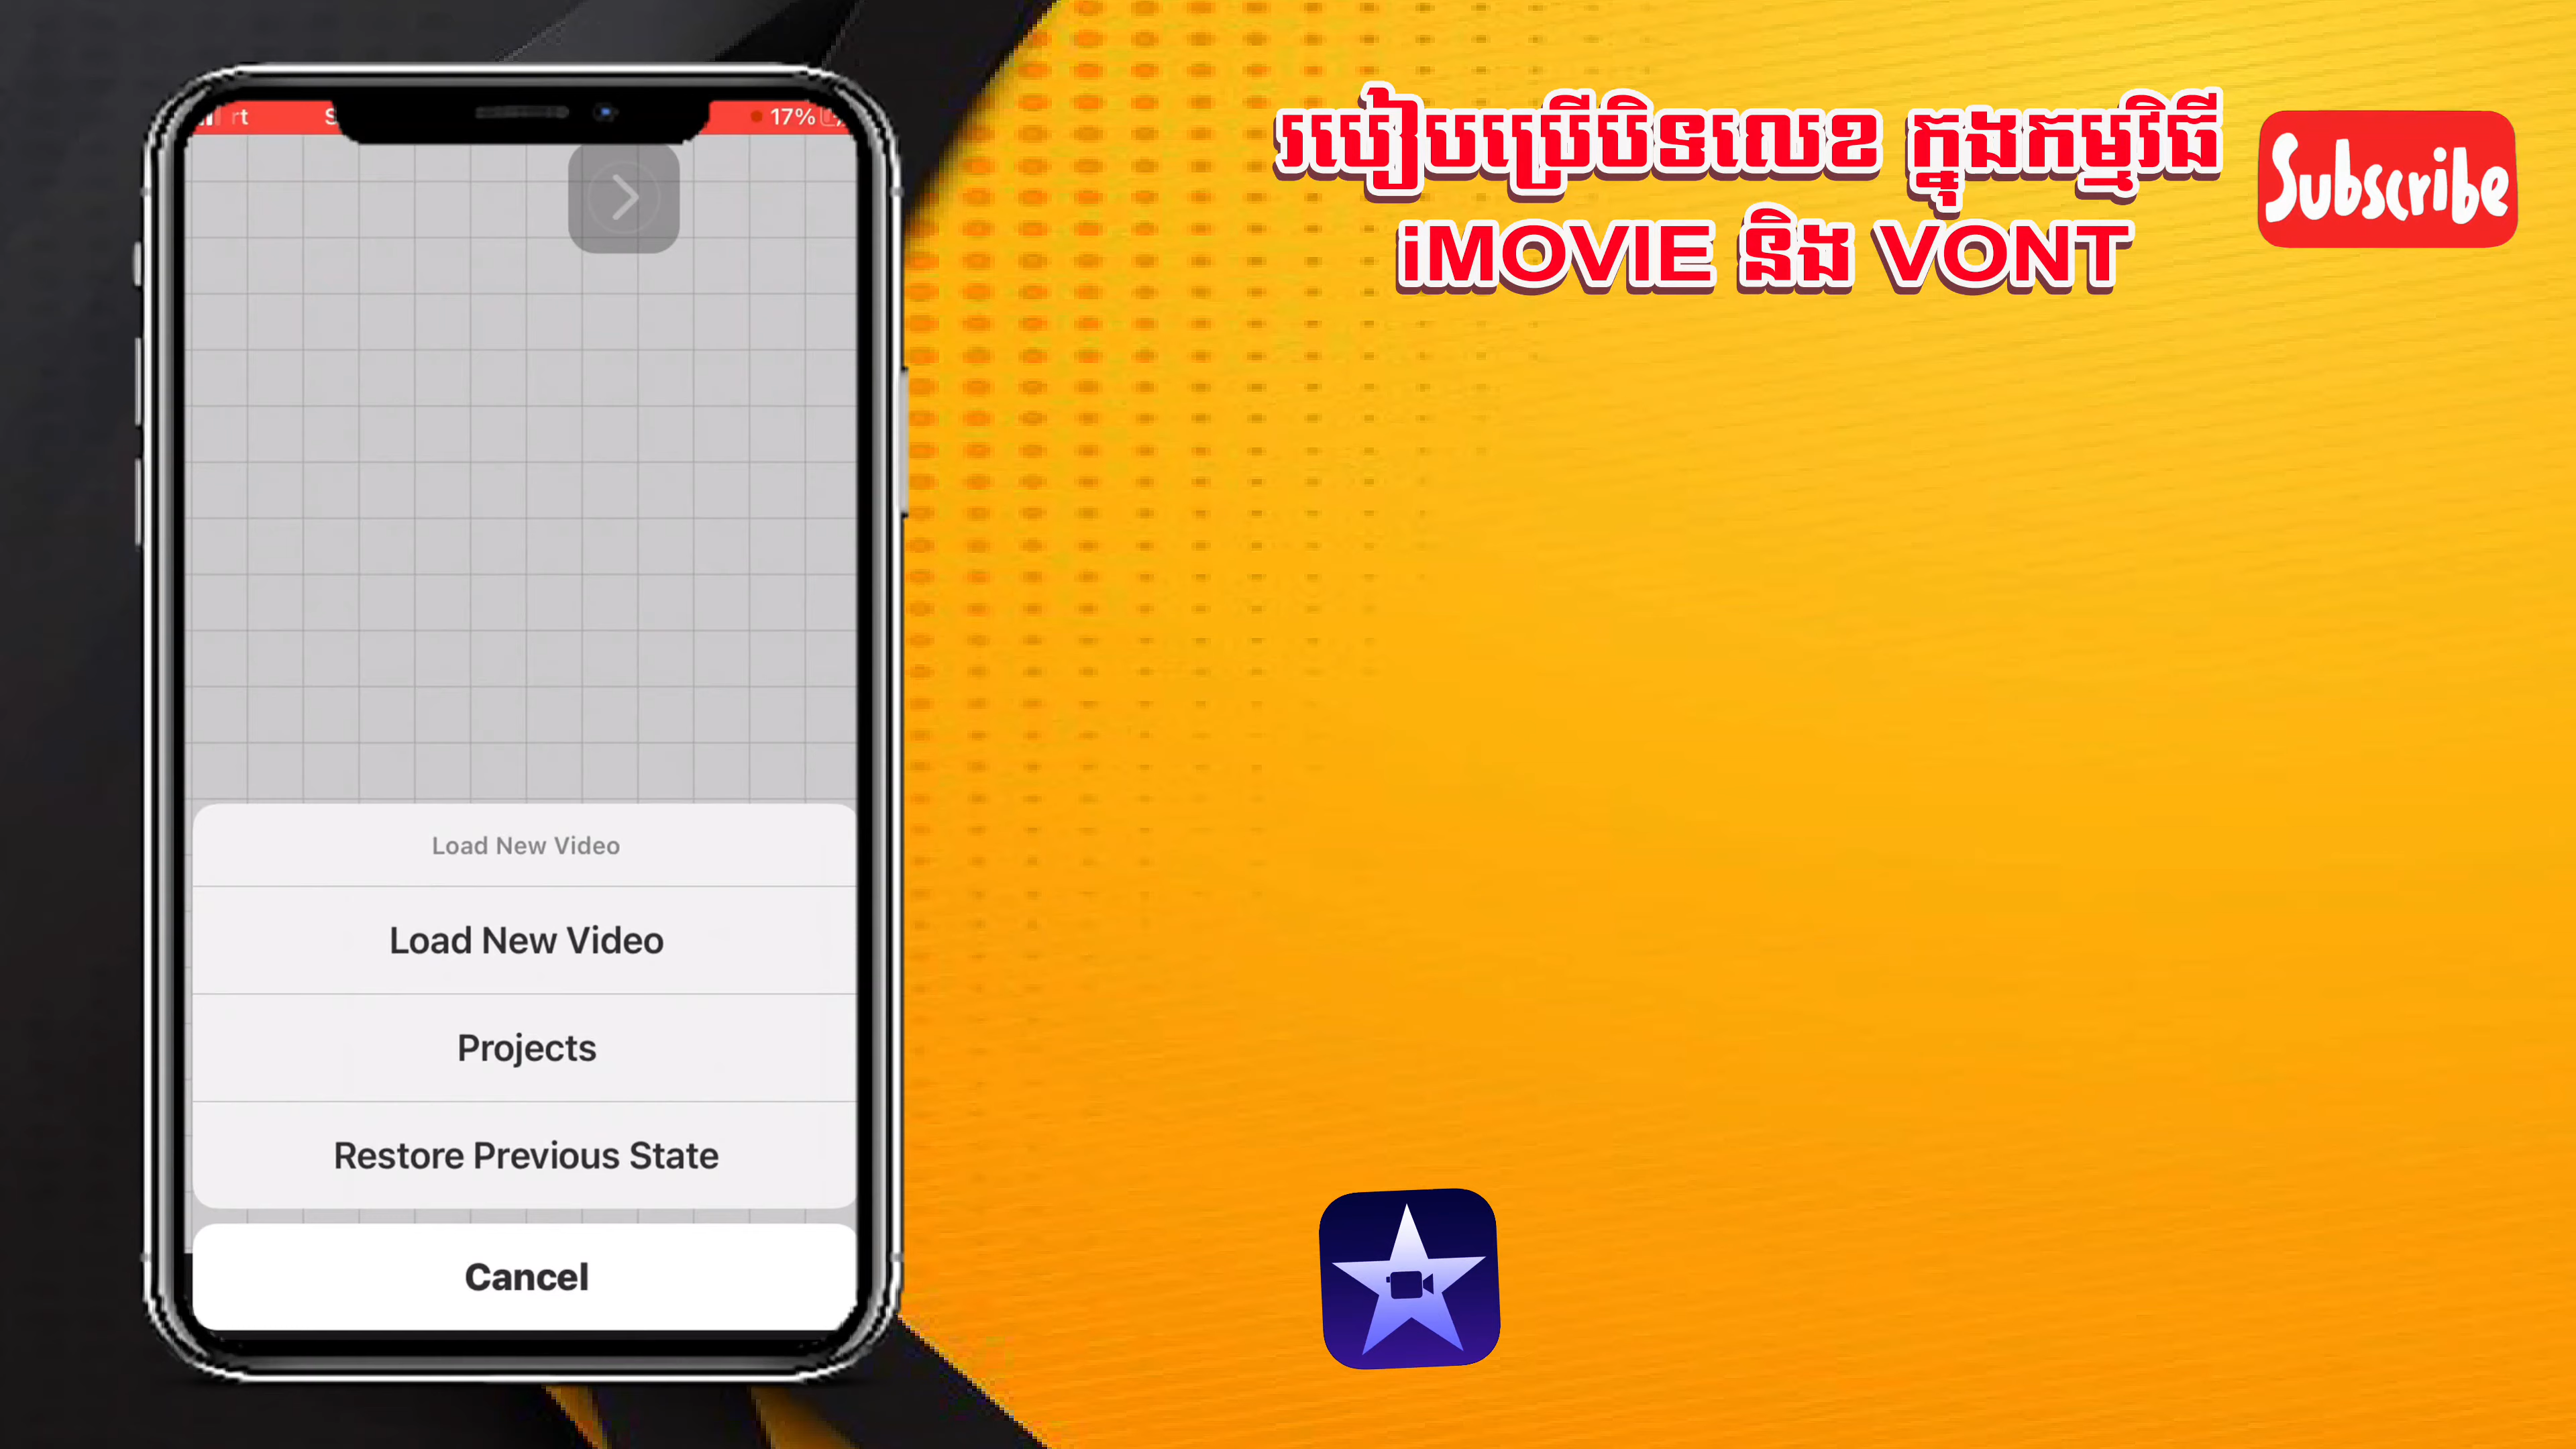 របៀបប្រើបិទលេខ ក្នុងកម្មវិធី
iMOVIE និង VONT
Subscribe
17%
Load New Video
Load New Video
Projects
Restore Previous State
Cancel